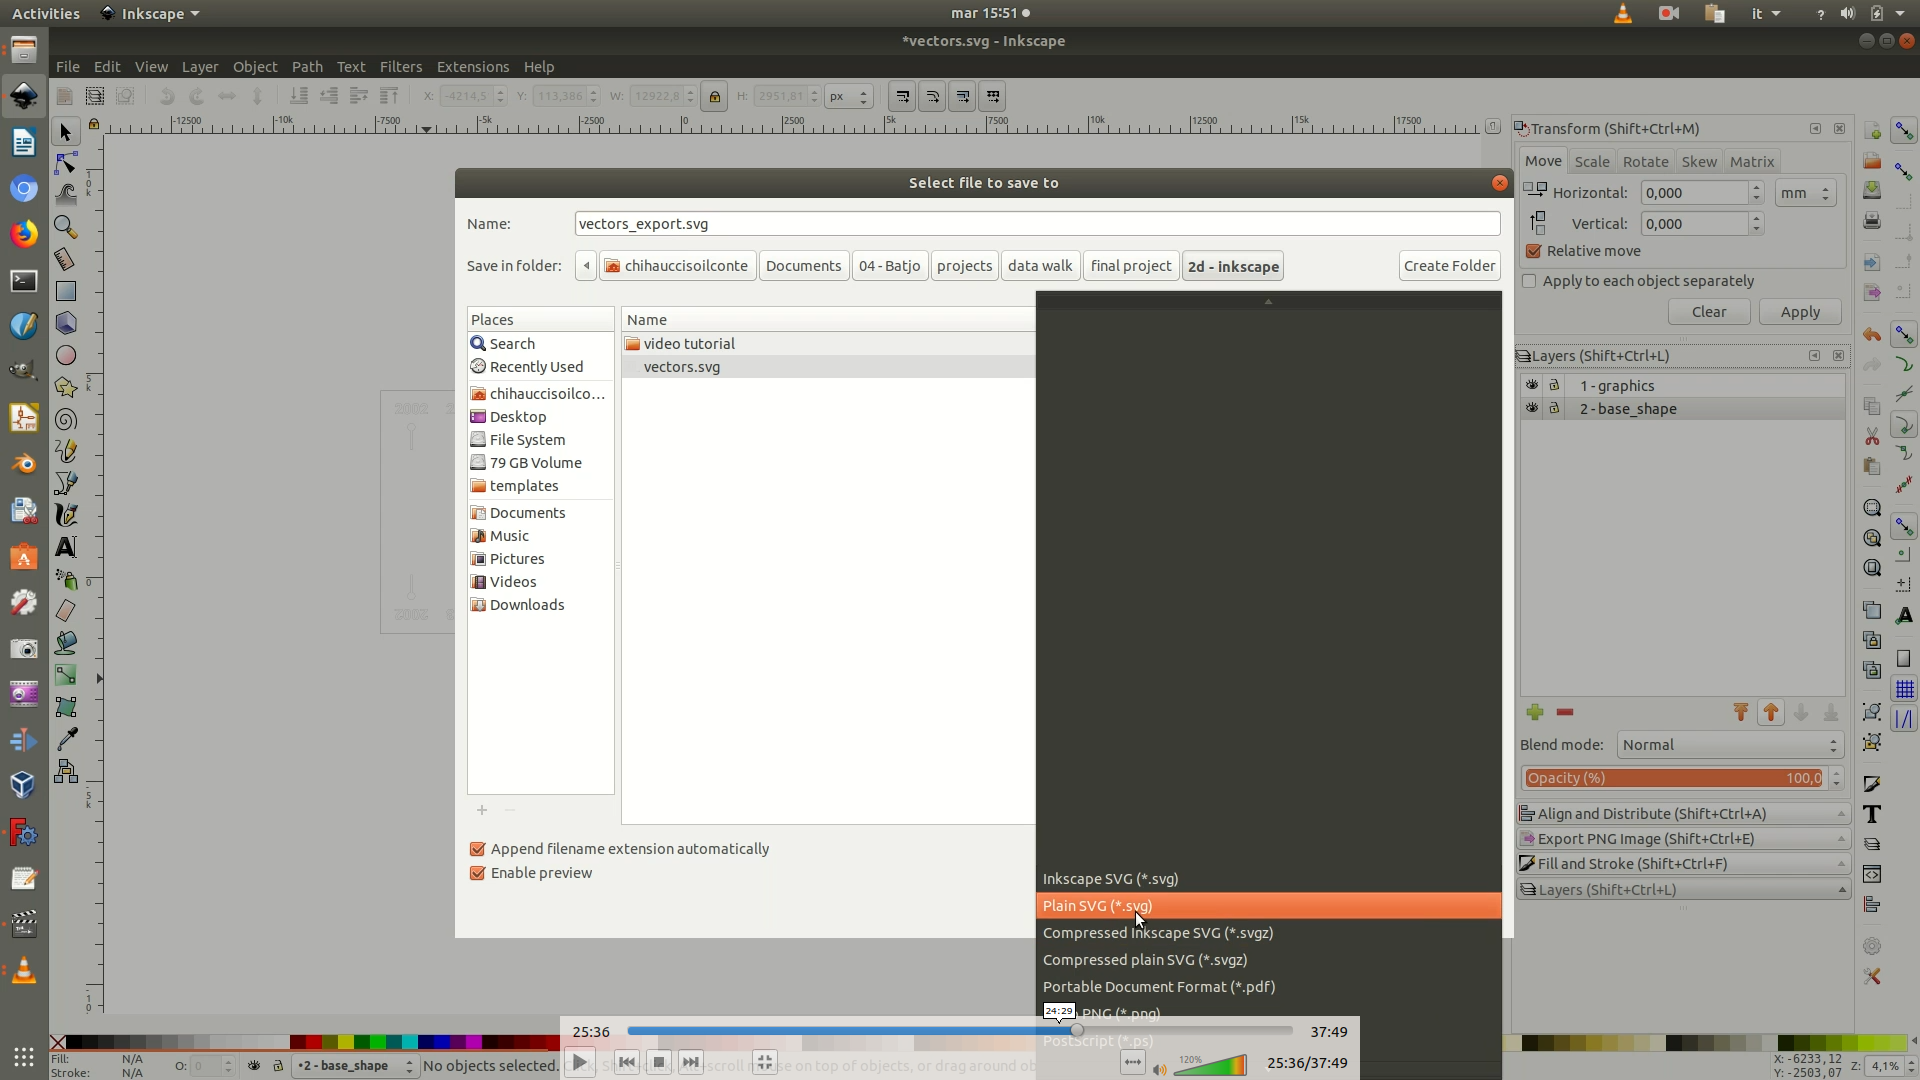 Activities Inkscape mar 15:51 it ?
*vectors.svg - Inkscape
File Edit View Layer Object Path Text Filters Extensions Help
X: -4214,5 Y: 113,386 W: 12922,8 H: 2951,81 px
-12500 -10k -7500 -5k -2500 0 2500 5k 7500 10k 12500 15k 17500
Transform (Shift+Ctrl+M)
Move Scale Rotate Skew Matrix
Horizontal: 0,000 mm
Vertical: 0,000
Relative move
Apply to each object separately
Clear Apply
Select file to save to
Name: vectors_export.svg
Save in folder: chihauccisoilconte Documents 04 - Batjo projects data walk final project 2d - inkscape Create Folder
Places
Search
Recently Used
chihauccisoilco...
Desktop
File System
79 GB Volume
templates
Documents
Music
Pictures
Videos
Downloads
Name
video tutorial
vectors.svg
Append filename extension automatically
Enable preview
Inkscape SVG (*.svg)
Plain SVG (*.svg)
Compressed Inkscape SVG (*.svgz)
Compressed plain SVG (*.svgz)
Portable Document Format (*.pdf)
24:29 PNG (*.png)
PostScript (*.ps)
2002
2002
Layers (Shift+Ctrl+L)
1 - graphics
2 - base_shape
Blend mode: Normal
Opacity (%) 100,0
Align and Distribute (Shift+Ctrl+A)
Export PNG Image (Shift+Ctrl+E)
Fill and Stroke (Shift+Ctrl+F)
Layers (Shift+Ctrl+L)
25:36 37:49
120% 25:36/37:49
Fill: N/A
Stroke: N/A
O: 0 •2 - base_shape No objects selected. on top of objects, or drag around
X: -6233,12
Y: -2503,07
Z: 4,1%